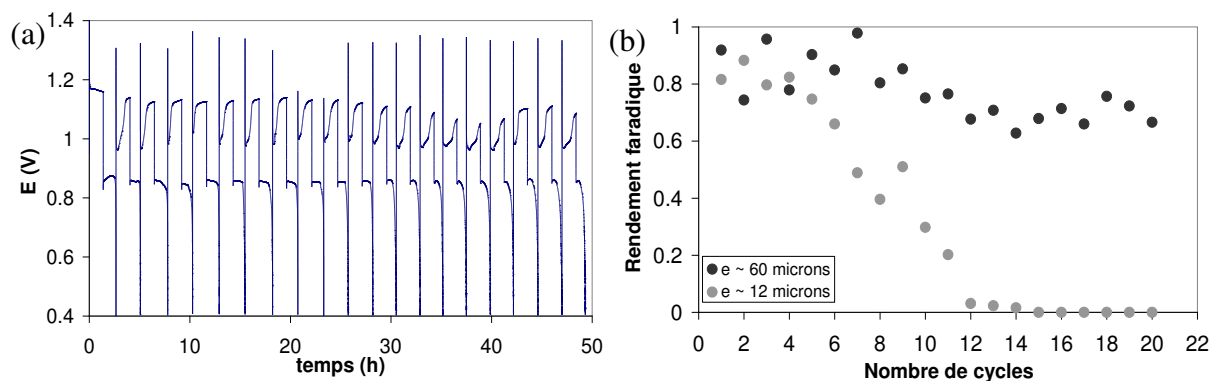 (a)
1.4
1.2
1
0.8
0.6
0.4
E (V)
0 10 20 30 40 50
temps (h)
(b)
1
0.8
0.6
0.4
0.2
0
Rendement faradique
e ~ 60 microns
e ~ 12 microns
0 2 4 6 8 10 12 14 16 18 20 22
Nombre de cycles